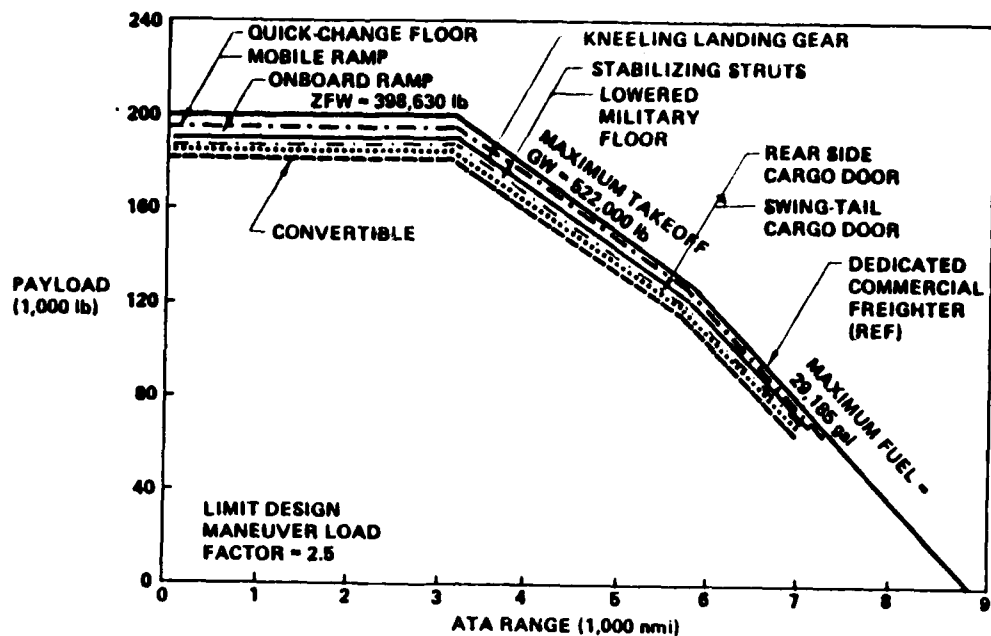 QUICK-CHANGE FLOOR
MOBILE RAMP
ONBOARD RAMP
ZFW = 398,630 lb
KNEELING LANDING GEAR
STABILIZING STRUTS
LOWERED
MILITARY
FLOOR
MAXIMUM TAKEOFF
GW = 522,000 lb
REAR SIDE
CARGO DOOR
SWING-TAIL
CARGO DOOR
CONVERTIBLE
DEDICATED
COMMERCIAL
FREIGHTER
(REF)
MAXIMUM FUEL =
29,185 gal
PAYLOAD
(1,000 lb)
200
160
120
80
40
0
LIMIT DESIGN
MANEUVER LOAD
FACTOR = 2.5
0 1 2 3 4 5 6 7 8 9
ATA RANGE (1,000 nmi)